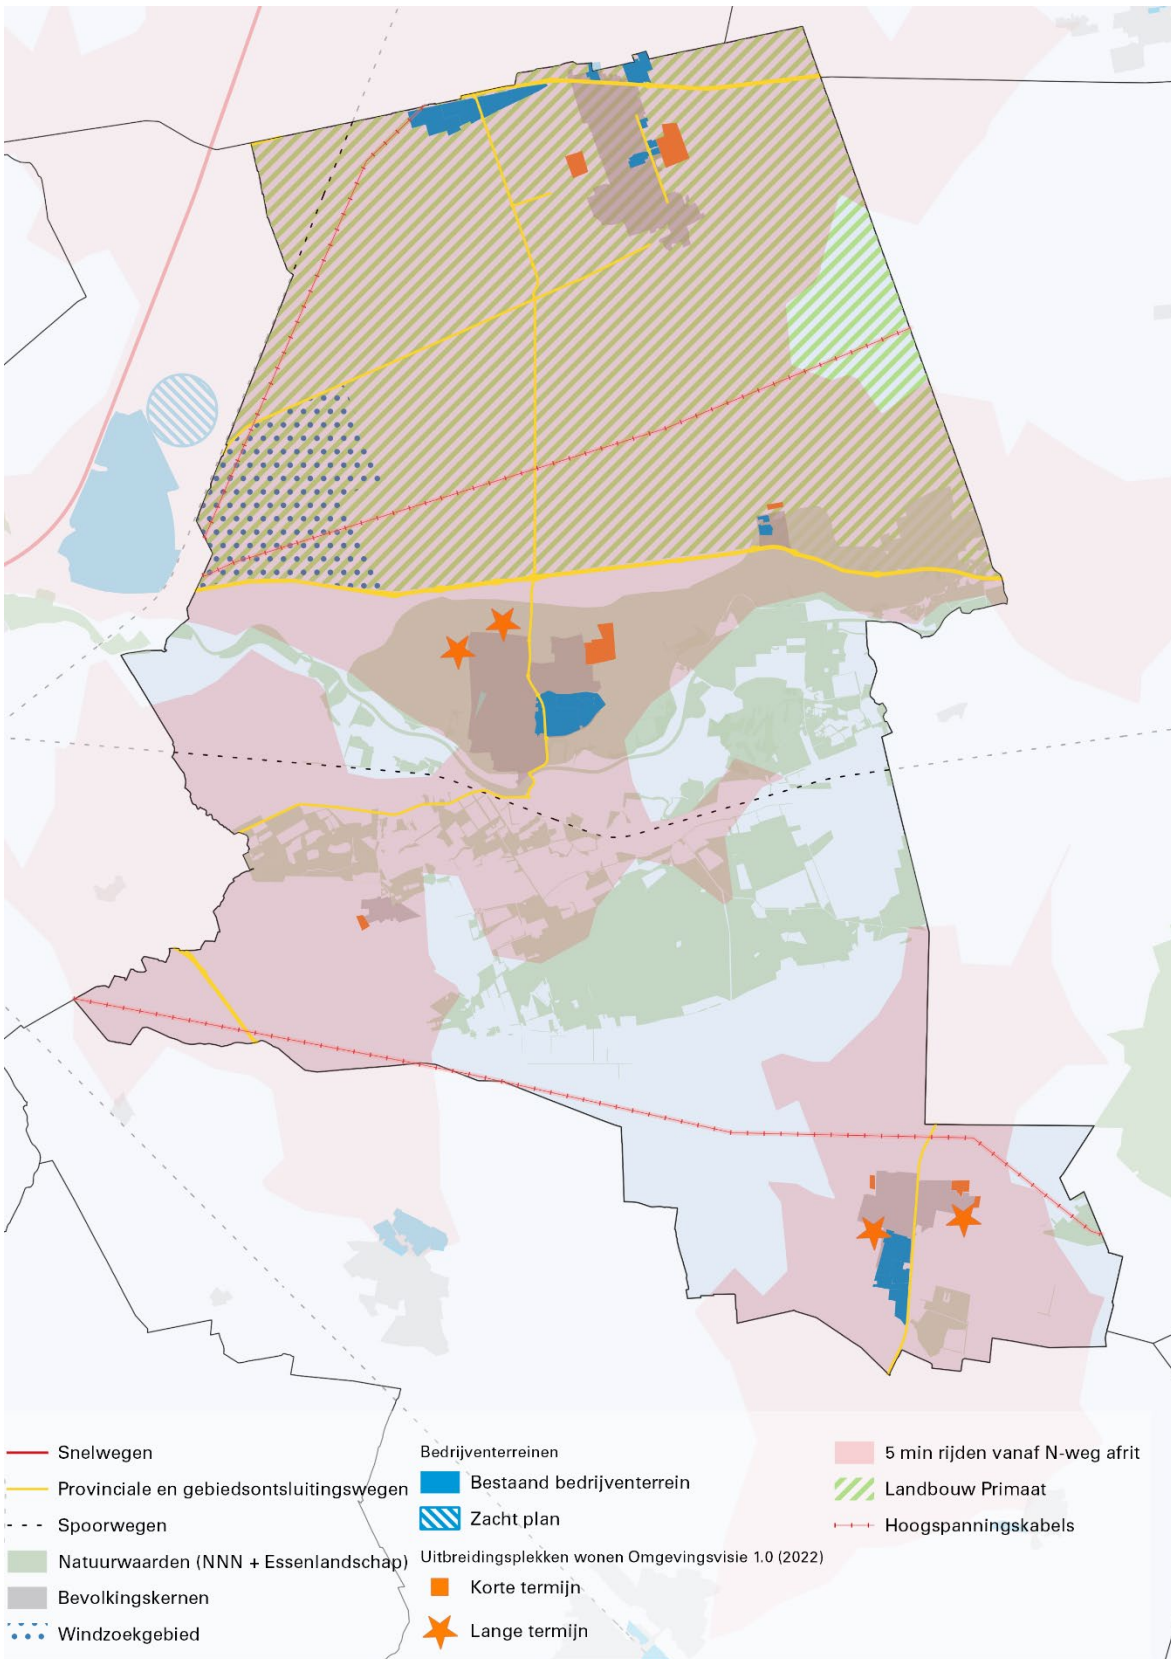 Snelwegen
Provinciale en gebiedsontsluitingswegen
Spoorwegen
Natuurwaarden (NNN + Essenlandschap)
Bevolkingskernen
Windzoekgebied
Bedrijventerreinen
Bestaand bedrijventerrein
Zacht plan
Uitbreidingsplekken wonen Omgevingsvisie 1.0 (2022)
Korte termijn
Lange termijn
5 min rijden vanaf N-weg afrit
Landbouw Primaat
Hoogspanningskabels